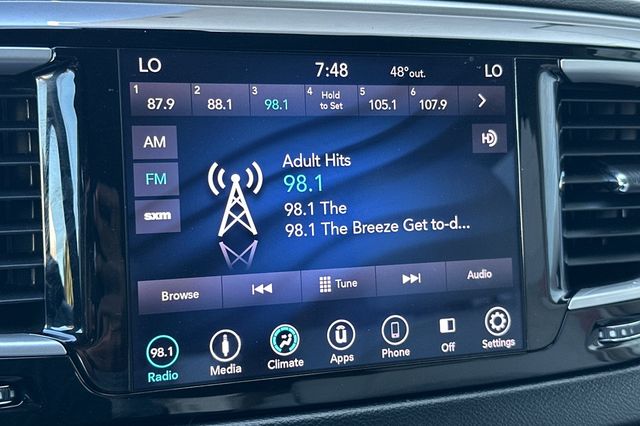 LO 7:48 48°out. LO
1 87.9 2 88.1 3 98.1 4 Hold to Set 5 105.1 6 107.9
AM
HD
FM
sxm
Adult Hits
98.1
98.1 The
98.1 The Breeze Get to-d...
Browse Tune Audio
98.1
Radio Media Climate Apps Phone Off Settings